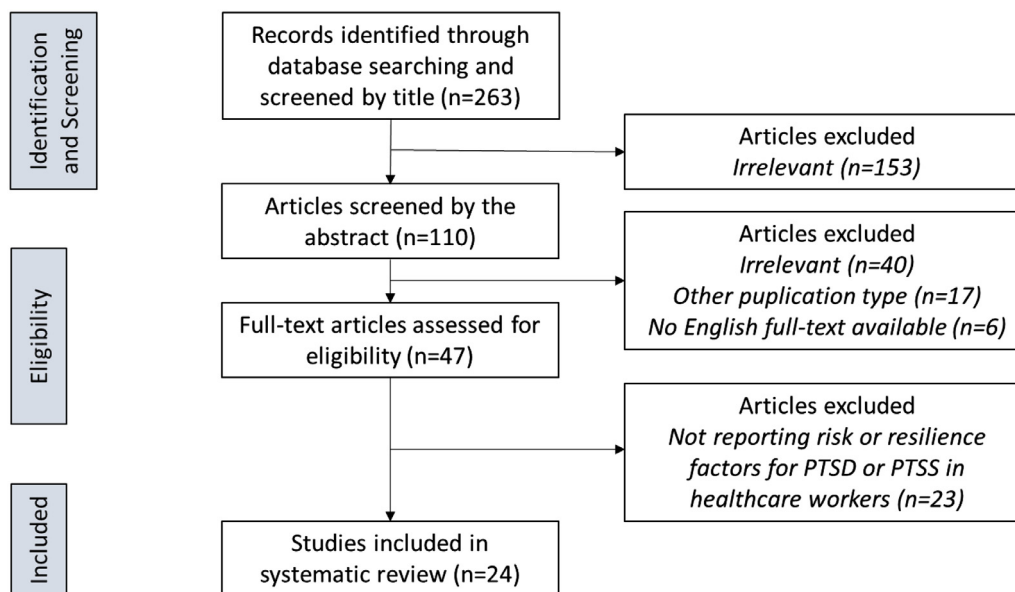 Identification
and Screening
Records identified through
database searching and
screened by title (n=263)
Articles excluded
Irrelevant (n=153)
Articles screened by the
abstract (n=110)
Articles excluded
Irrelevant (n=40)
Other puplication type (n=17)
No English full-text available (n=6)
Eligibility
Full-text articles assessed for
eligibility (n=47)
Articles excluded
Not reporting risk or resilience
factors for PTSD or PTSS in
healthcare workers (n=23)
Included
Studies included in
systematic review (n=24)